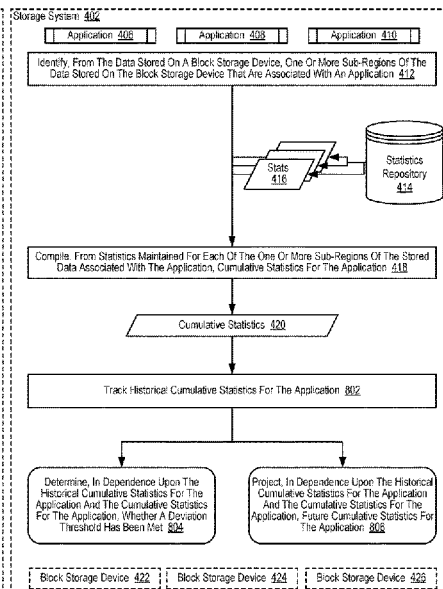 Storage System 402
Application 406
Application 408
Application 410
Identify, From The Data Stored On A Block Storage Device, One Or More Sub-Regions Of The
Data Stored On The Block Storage Device That Are Associated With An Application 412
Stats
416
Statistics
Repository
414
Compile, From Statistics Maintained For Each Of The One Or More Sub-Regions Of The Stored
Data Associated With The Application, Cumulative Statistics For The Application 418
Cumulative Statistics 420
Track Historical Cumulative Statistics For The Application 802
Determine, In Dependence Upon The
Historical Cumulative Statistics For The
Application And The Cumulative Statistics
For The Application, Whether A Deviation
Threshold Has Been Met 804
Project, In Dependence Upon The Historical
Cumulative Statistics For The Application
And The Cumulative Statistics For The
Application, Future Cumulative Statistics For
The Application 806
Block Storage Device 422
Block Storage Device 424
Block Storage Device 426